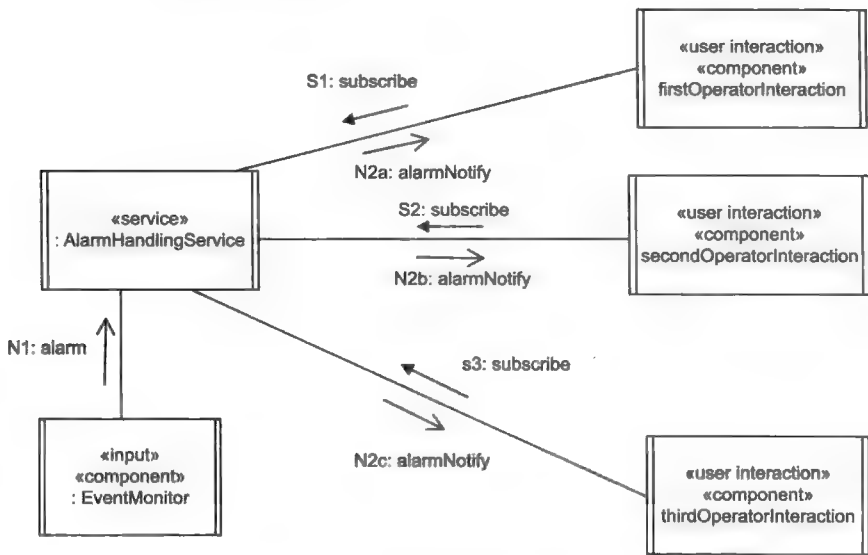 «user interaction»
«component»
firstOperatorInteraction
S1: subscribe
N2a: alarmNotify
«service»
: AlarmHandlingService
S2: subscribe
N2b: alarmNotify
«user interaction»
«component»
secondOperatorInteraction
N1: alarm
s3: subscribe
N2c: alarmNotify
«input»
«component»
: EventMonitor
«user interaction»
«component»
thirdOperatorInteraction